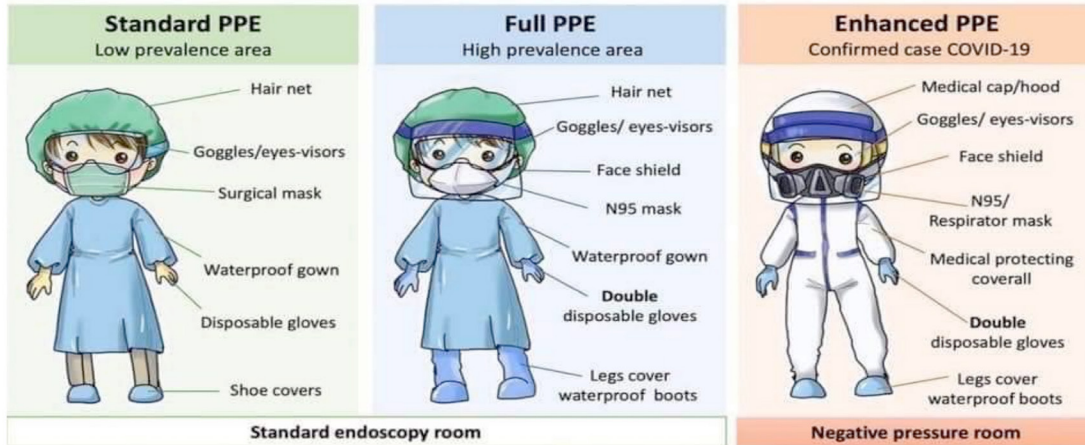 Standard PPE
Low prevalence area
Hair net
Goggles/eyes-visors
Surgical mask
Waterproof gown
Disposable gloves
Shoe covers
Full PPE
High prevalence area
Hair net
Goggles/ eyes-visors
Face shield
N95 mask
Waterproof gown
Double
disposable gloves
Legs cover
waterproof boots
Standard endoscopy room
Enhanced PPE
Confirmed case COVID-19
Medical cap/hood
Goggles/ eyes-visors
Face shield
N95/
Respirator mask
Medical protecting
coverall
Double
disposable gloves
Legs cover
waterproof boots
Negative pressure room